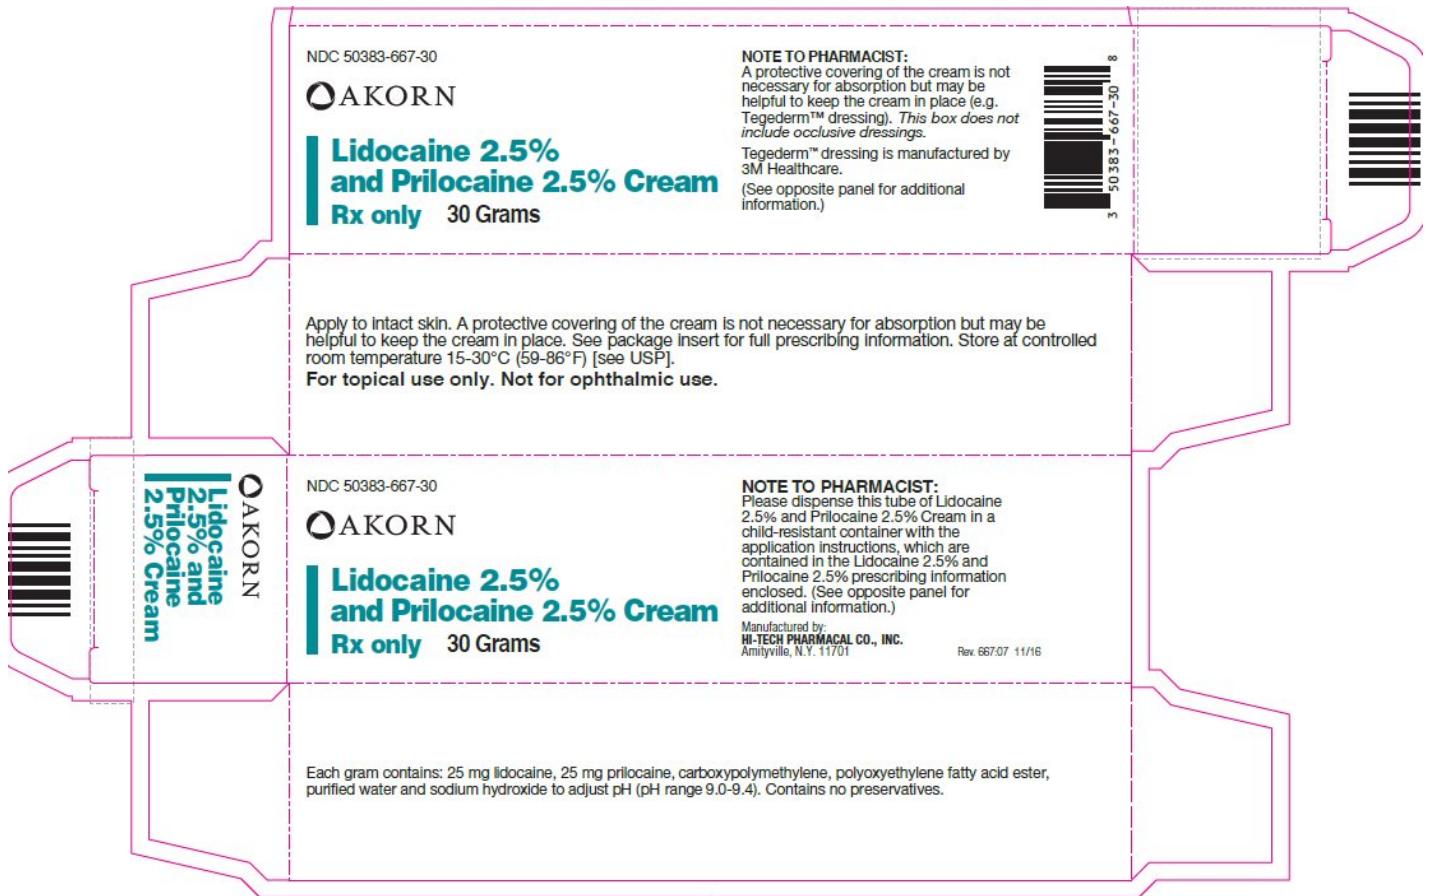 NDC 50383-667-30
AKORN
Lidocaine 2.5%
and Prilocaine 2.5% Cream
Rx only 30 Grams
NOTE TO PHARMACIST:
A protective covering of the cream is not
necessary for absorption but may be
helpful to keep the cream in place (e.g.
Tegederm™ dressing). This box does not
include occlusive dressings.
Tegederm™ dressing is manufactured by
3M Healthcare.
(See opposite panel for additional
information.)
3 50383-667-30 8
Apply to intact skin. A protective covering of the cream is not necessary for absorption but may be
helpful to keep the cream in place. See package insert for full prescribing information. Store at controlled
room temperature 15-30°C (59-86°F) [see USP].
For topical use only. Not for ophthalmic use.
AKORN
Lidocaine
2.5% and
Prilocaine
2.5% Cream
NDC 50383-667-30
AKORN
Lidocaine 2.5%
and Prilocaine 2.5% Cream
Rx only 30 Grams
NOTE TO PHARMACIST:
Please dispense this tube of Lidocaine
2.5% and Prilocaine 2.5% Cream in a
child-resistant container with the
application instructions, which are
contained in the Lidocaine 2.5% and
Prilocaine 2.5% prescribing information
enclosed. (See opposite panel for
additional information.)
Manufactured by:
HI-TECH PHARMACAL CO., INC.
Amityville, N.Y. 11701 Rev. 667:07 11/16
Each gram contains: 25 mg lidocaine, 25 mg prilocaine, carboxypolymethylene, polyoxyethylene fatty acid ester,
purified water and sodium hydroxide to adjust pH (pH range 9.0-9.4). Contains no preservatives.